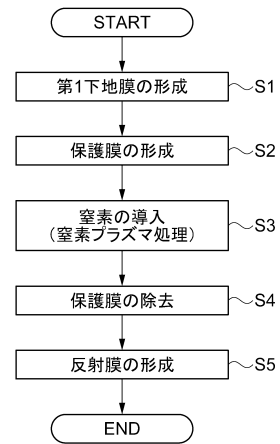 START
第1下地膜の形成 S1
保護膜の形成 S2
窒素の導入
(窒素プラズマ処理) S3
保護膜の除去 S4
反射膜の形成 S5
END